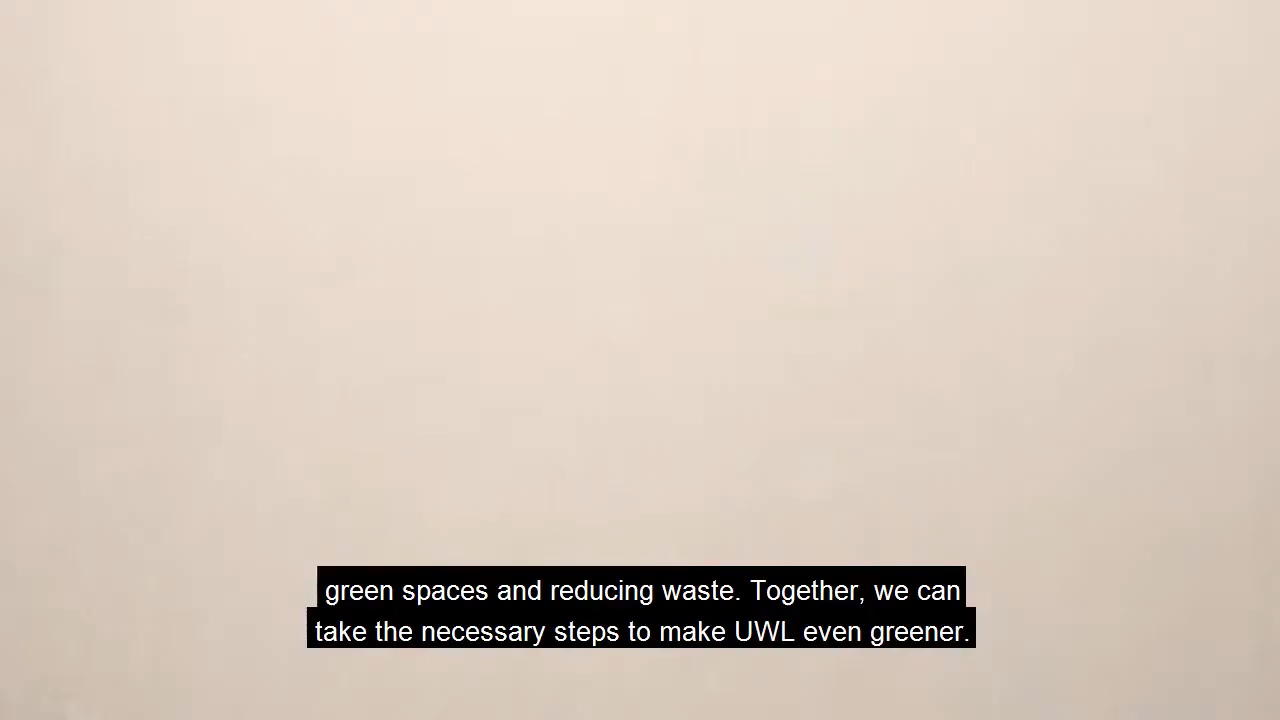 green spaces and reducing waste. Together, we can
take the necessary steps to make UWL even greener.